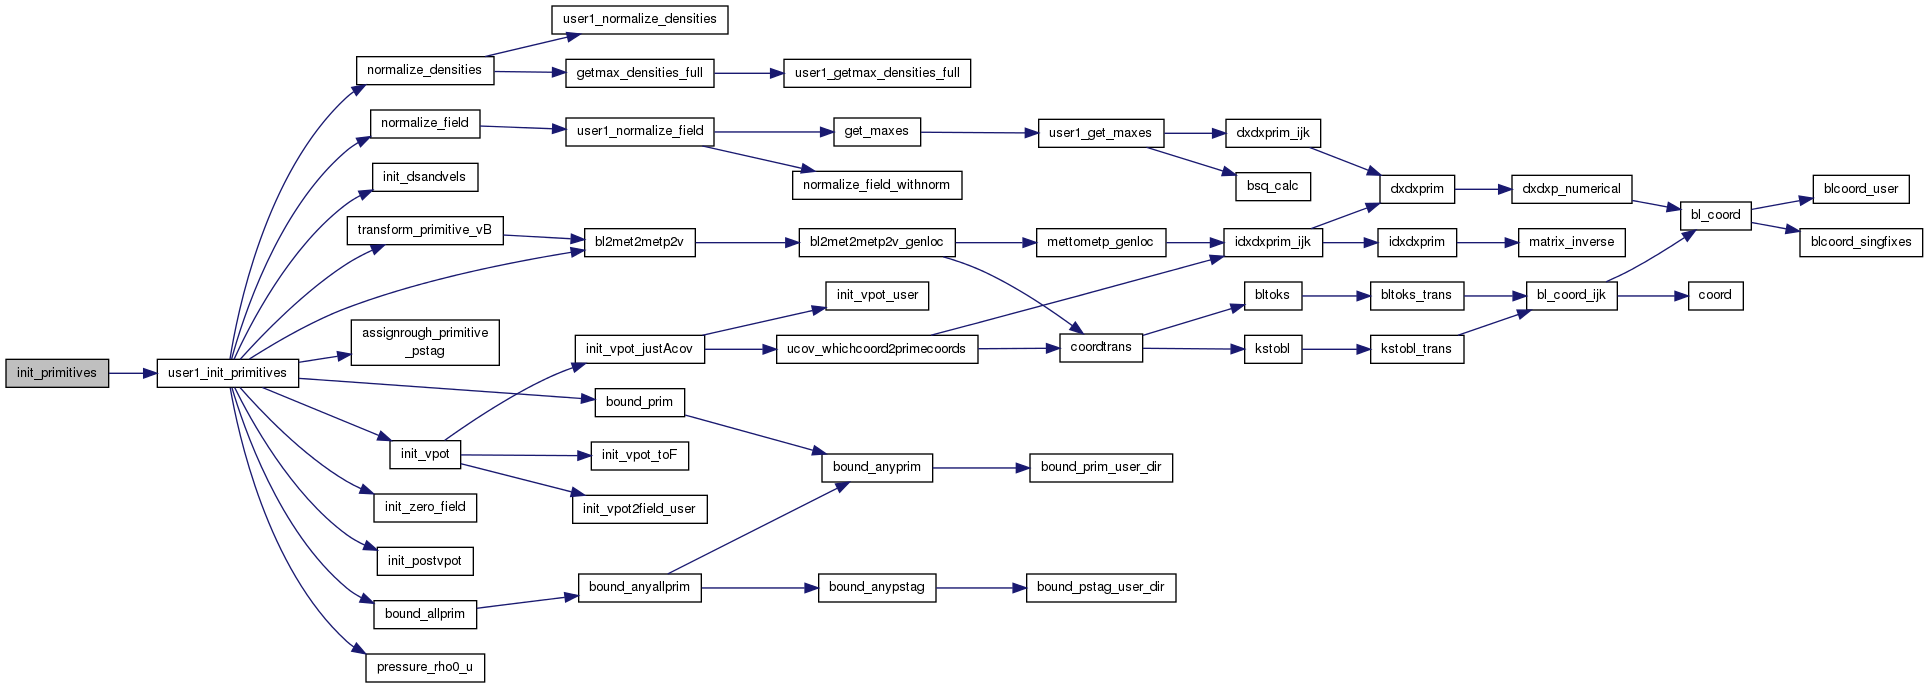 user1_normalize_densities
normalize_densities
getmax_densities_full
user1_getmax_densities_full
normalize_field
user1_normalize_field
get_maxes
user1_get_maxes
dxdxprim_ijk
init_dsandvels
normalize_field_withnorm
bsq_calc
dxdxprim
dxdxp_numerical
blcoord_user
bl_coord
transform_primitive_vB
bl2met2metp2v
bl2met2metp2v_genloc
mettometp_genloc
idxdxprim_ijk
idxdxprim
matrix_inverse
blcoord_singfixes
init_vpot_user
bltoks
bltoks_trans
bl_coord_ijk
coord
assignrough_primitive
_pstag
init_vpot_justAcov
ucov_whichcoord2primecoords
coordtrans
kstobl
kstobl_trans
init_primitives
user1_init_primitives
bound_prim
init_vpot
init_vpot_toF
bound_anyprim
bound_prim_user_dir
init_zero_field
init_vpot2field_user
init_postvpot
bound_anyallprim
bound_anypstag
bound_pstag_user_dir
bound_allprim
pressure_rho0_u